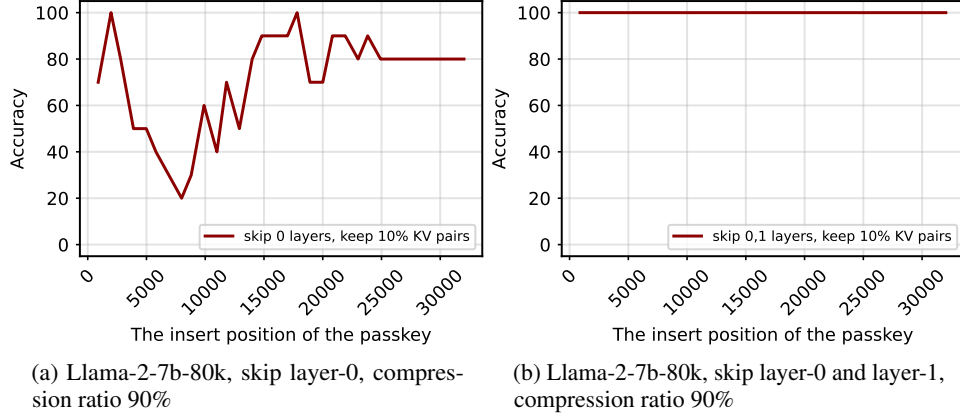 100
80
60
40
20
0
Accuracy
skip 0 layers, keep 10% KV pairs
0
5000
10000
15000
20000
25000
30000
The insert position of the passkey
(a) Llama-2-7b-80k, skip layer-0, compres-
sion ratio 90%
100
80
60
40
20
0
Accuracy
skip 0,1 layers, keep 10% KV pairs
0
5000
10000
15000
20000
25000
30000
The insert position of the passkey
(b) Llama-2-7b-80k, skip layer-0 and layer-1,
compression ratio 90%